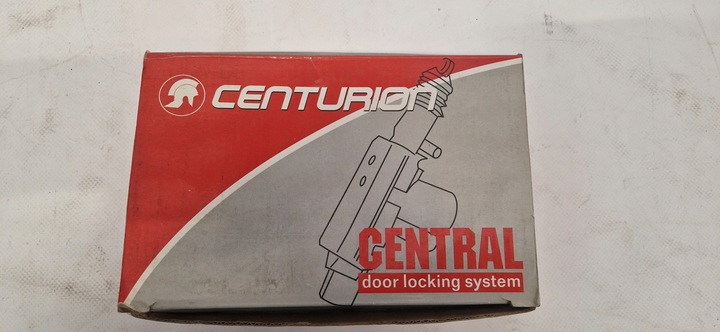 CENTURION
CENTRAL
door locking system